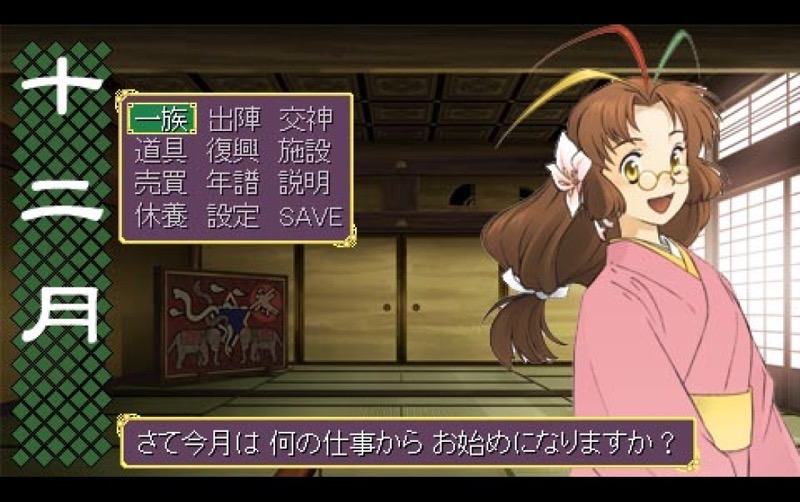 十二月
一族 出陣 交神
道具 復興 施設
売買 年譜 説明
休養 設定 SAVE
さて今月は 何の仕事から お始めになりますか？